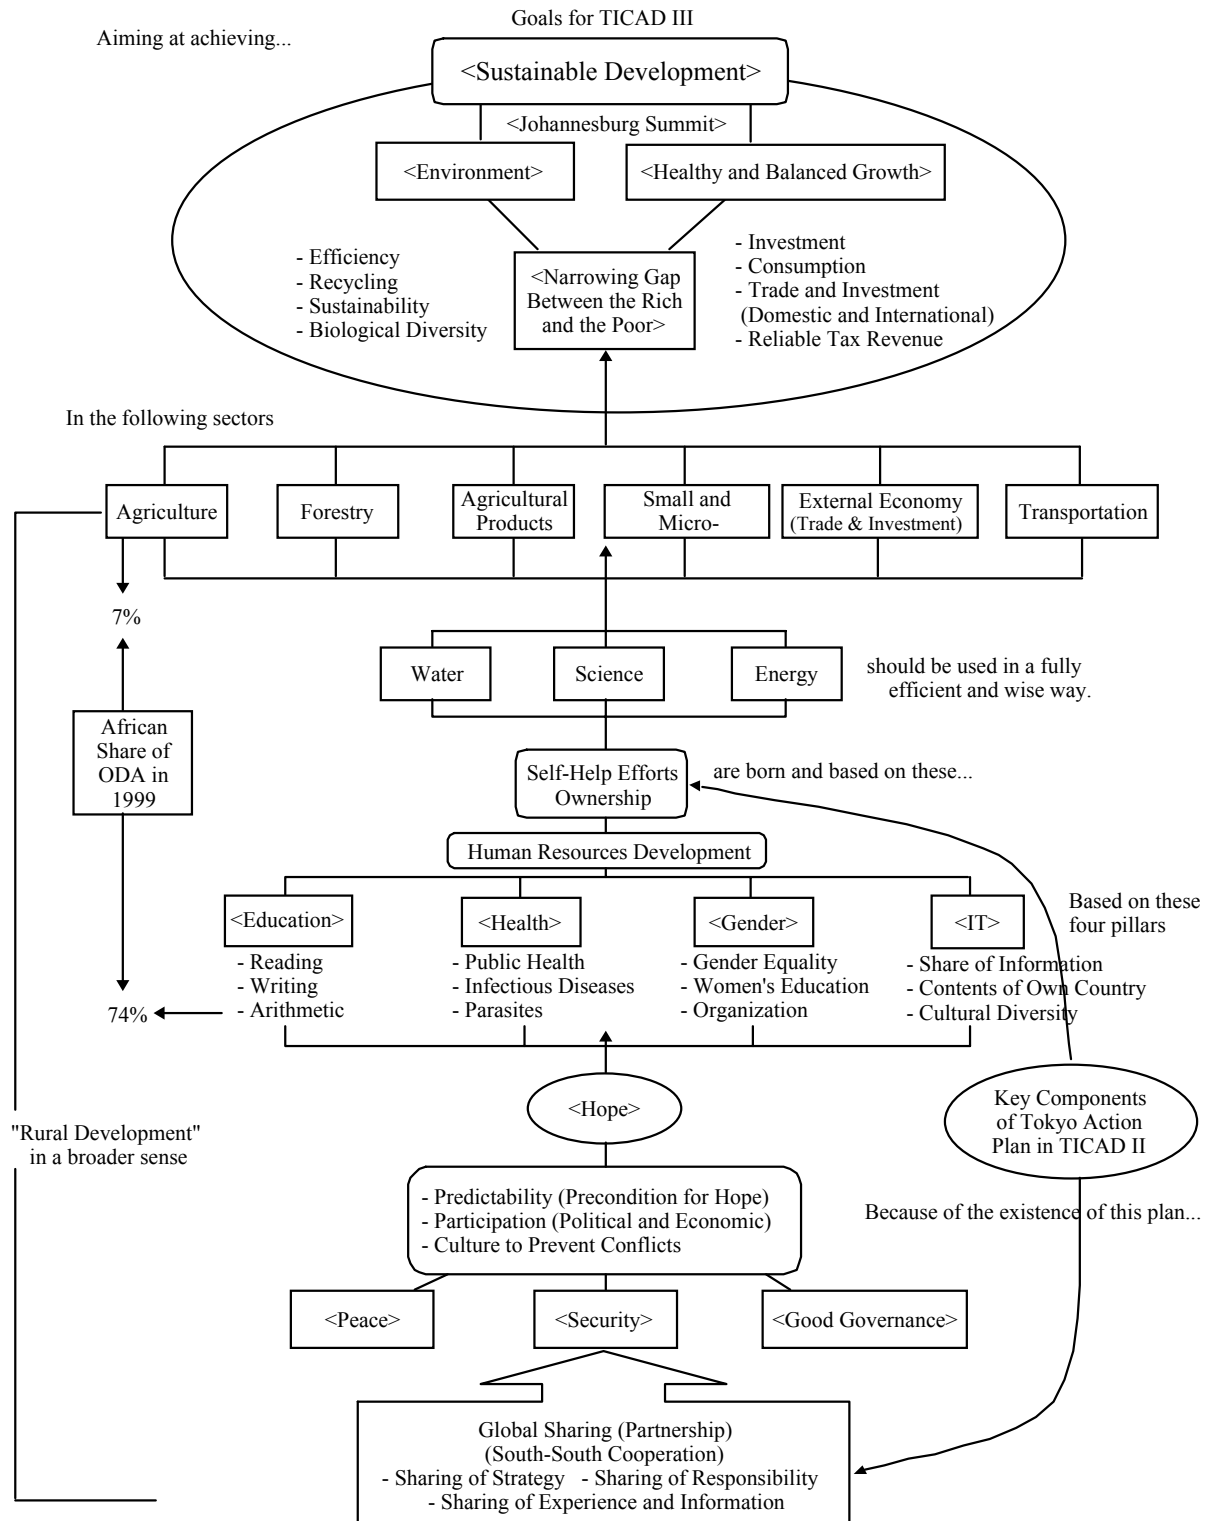 Goals for TICAD III
Aiming at achieving...
<Sustainable Development>
<Johannesburg Summit>
<Environment>
<Healthy and Balanced Growth>
- Efficiency
- Recycling
- Sustainability
- Biological Diversity
<Narrowing Gap
Between the Rich
and the Poor>
- Investment
- Consumption
- Trade and Investment
(Domestic and International)
- Reliable Tax Revenue
In the following sectors
Agriculture
Forestry
Agricultural
Products
Small and
Micro-
External Economy
(Trade & Investment)
Transportation
7%
Water
Science
Energy
should be used in a fully
efficient and wise way.
African
Share of
ODA in
1999
Self-Help Efforts
Ownership
are born and based on these...
Human Resources Development
<Education>
- Reading
- Writing
- Arithmetic
<Health>
- Public Health
- Infectious Diseases
- Parasites
<Gender>
- Gender Equality
- Women's Education
- Organization
<IT>
- Share of Information
- Contents of Own Country
- Cultural Diversity
Based on these
four pillars
74%
<Hope>
Key Components
of Tokyo Action
Plan in TICAD II
"Rural Development"
in a broader sense
- Predictability (Precondition for Hope)
- Participation (Political and Economic)
- Culture to Prevent Conflicts
Because of the existence of this plan...
<Peace>
<Security>
<Good Governance>
Global Sharing (Partnership)
(South-South Cooperation)
- Sharing of Strategy - Sharing of Responsibility
- Sharing of Experience and Information